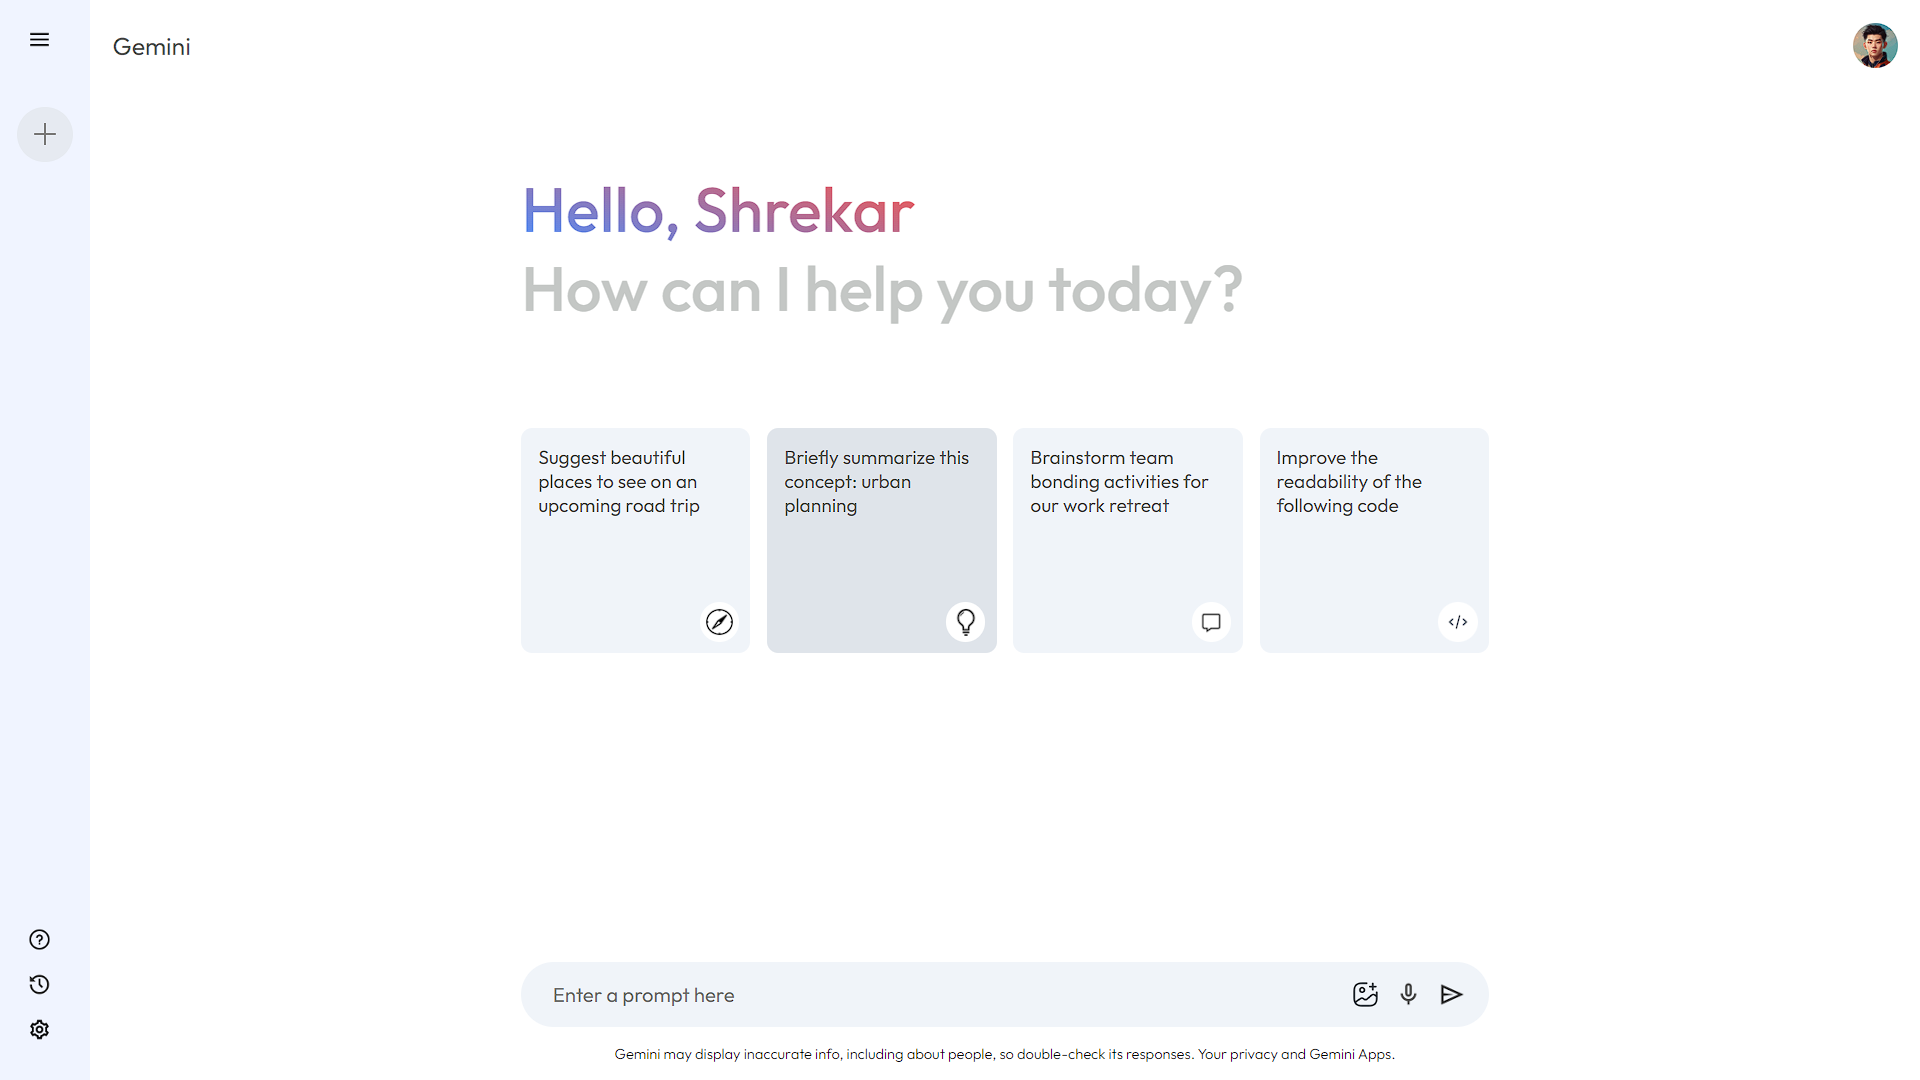 Gemini
Hello, Shrekar
How can I help you today?
Suggest beautiful
places to see on an
upcoming road trip
Briefly summarize this
concept: urban
planning
Brainstorm team
bonding activities for
our work retreat
Improve the
readability of the
following code
Enter a prompt here
Gemini may display inaccurate info, including about people, so double-check its responses. Your privacy and Gemini Apps.